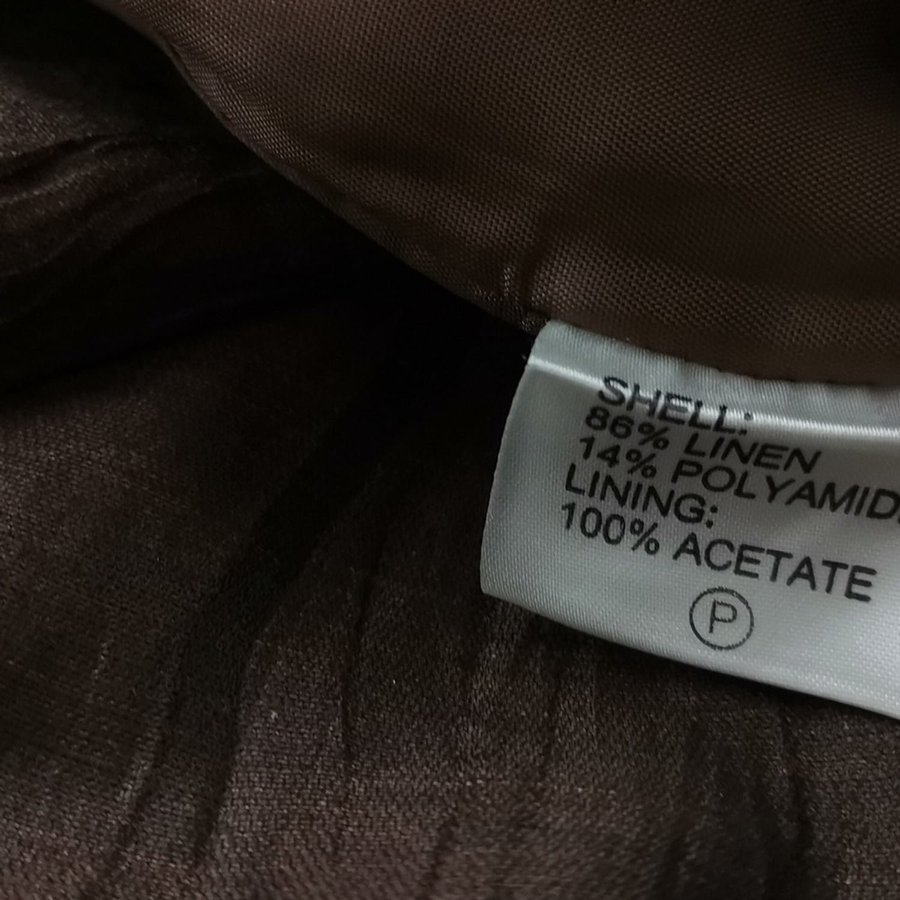 SHELL:
86% LINEN
14% POLYAMID
LINING:
100% ACETATE
P